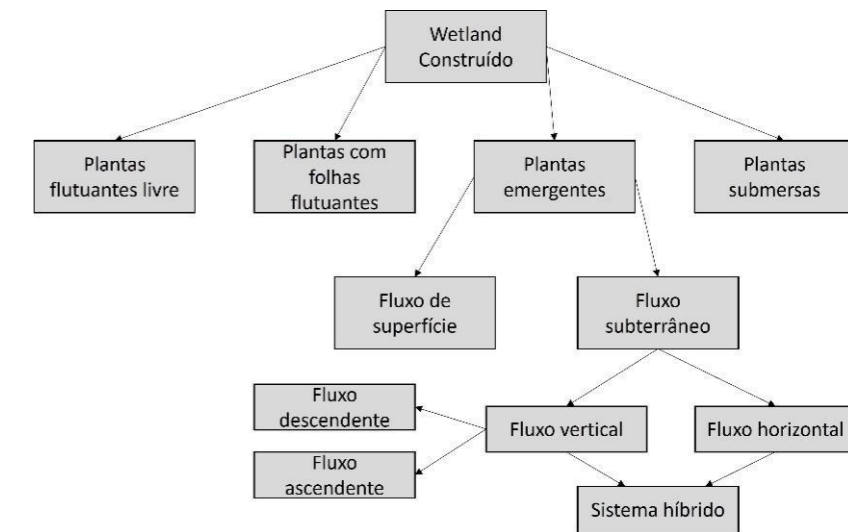 Wetland
Construído
Plantas
flutuantes livre
Plantas com
folhas
flutuantes
Plantas
emergentes
Plantas
submersas
Fluxo de
superfície
Fluxo
subterrâneo
Fluxo
descendente
Fluxo vertical
Fluxo horizontal
Fluxo
ascendente
Sistema híbrido